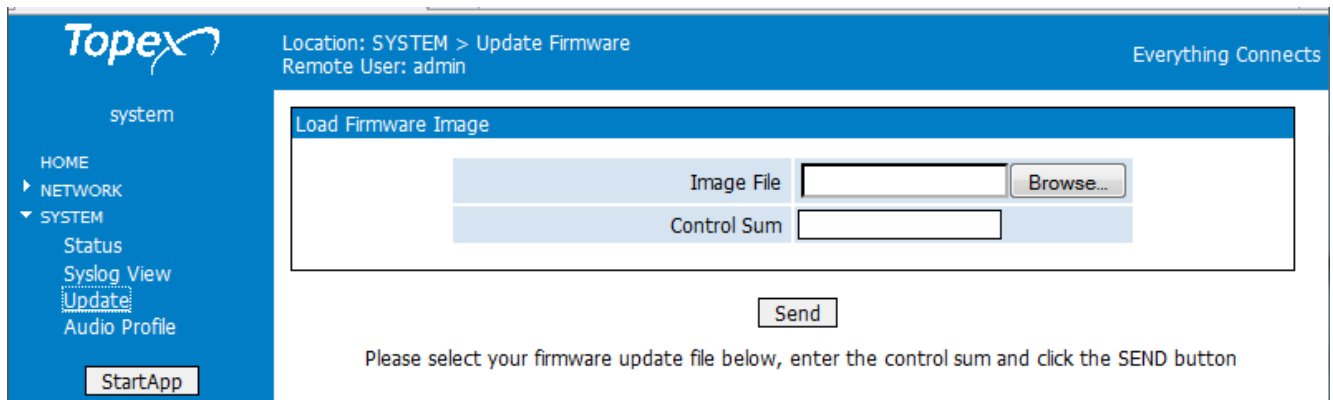 Topex
Location: SYSTEM > Update Firmware
Remote User: admin
Everything Connects
system
HOME
NETWORK
SYSTEM
Status
Syslog View
Update
Audio Profile
StartApp
Load Firmware Image
Image File
Browse...
Control Sum
Send
Please select your firmware update file below, enter the control sum and click the SEND button